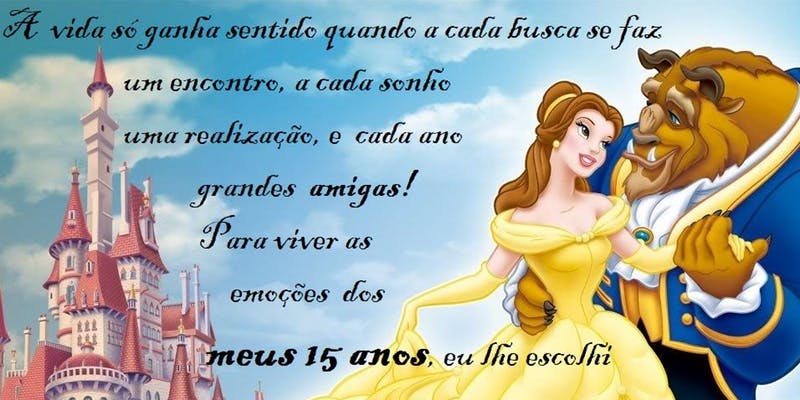 A vida só ganha sentido quando a cada busca se faz
um encontro, a cada sonho
uma realização, e cada ano
grandes amigas!
Para viver as
emoções dos
meus 15 anos, eu lhe escolhi